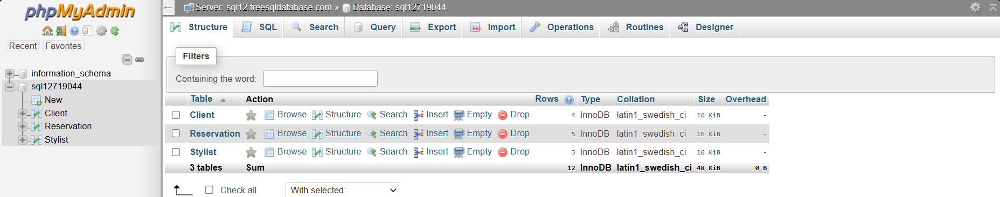 phpMyAdmin
Recent Favorites
information_schema
sql12719044
New
Client
Reservation
Stylist
Server: sql12.freesqldatabase.com » Database: sql12719044
Structure SQL Search Query Export Import Operations Routines Designer
Filters
Containing the word:
Table Action Rows Type Collation Size Overhead
Client Browse Structure Search Insert Empty Drop 4 InnoDB latin1_swedish_ci 16 KiB -
Reservation Browse Structure Search Insert Empty Drop 5 InnoDB latin1_swedish_ci 16 KiB -
Stylist Browse Structure Search Insert Empty Drop 3 InnoDB latin1_swedish_ci 16 KiB -
3 tables Sum 12 InnoDB latin1_swedish_ci 48 KiB 0 B
Check all With selected: